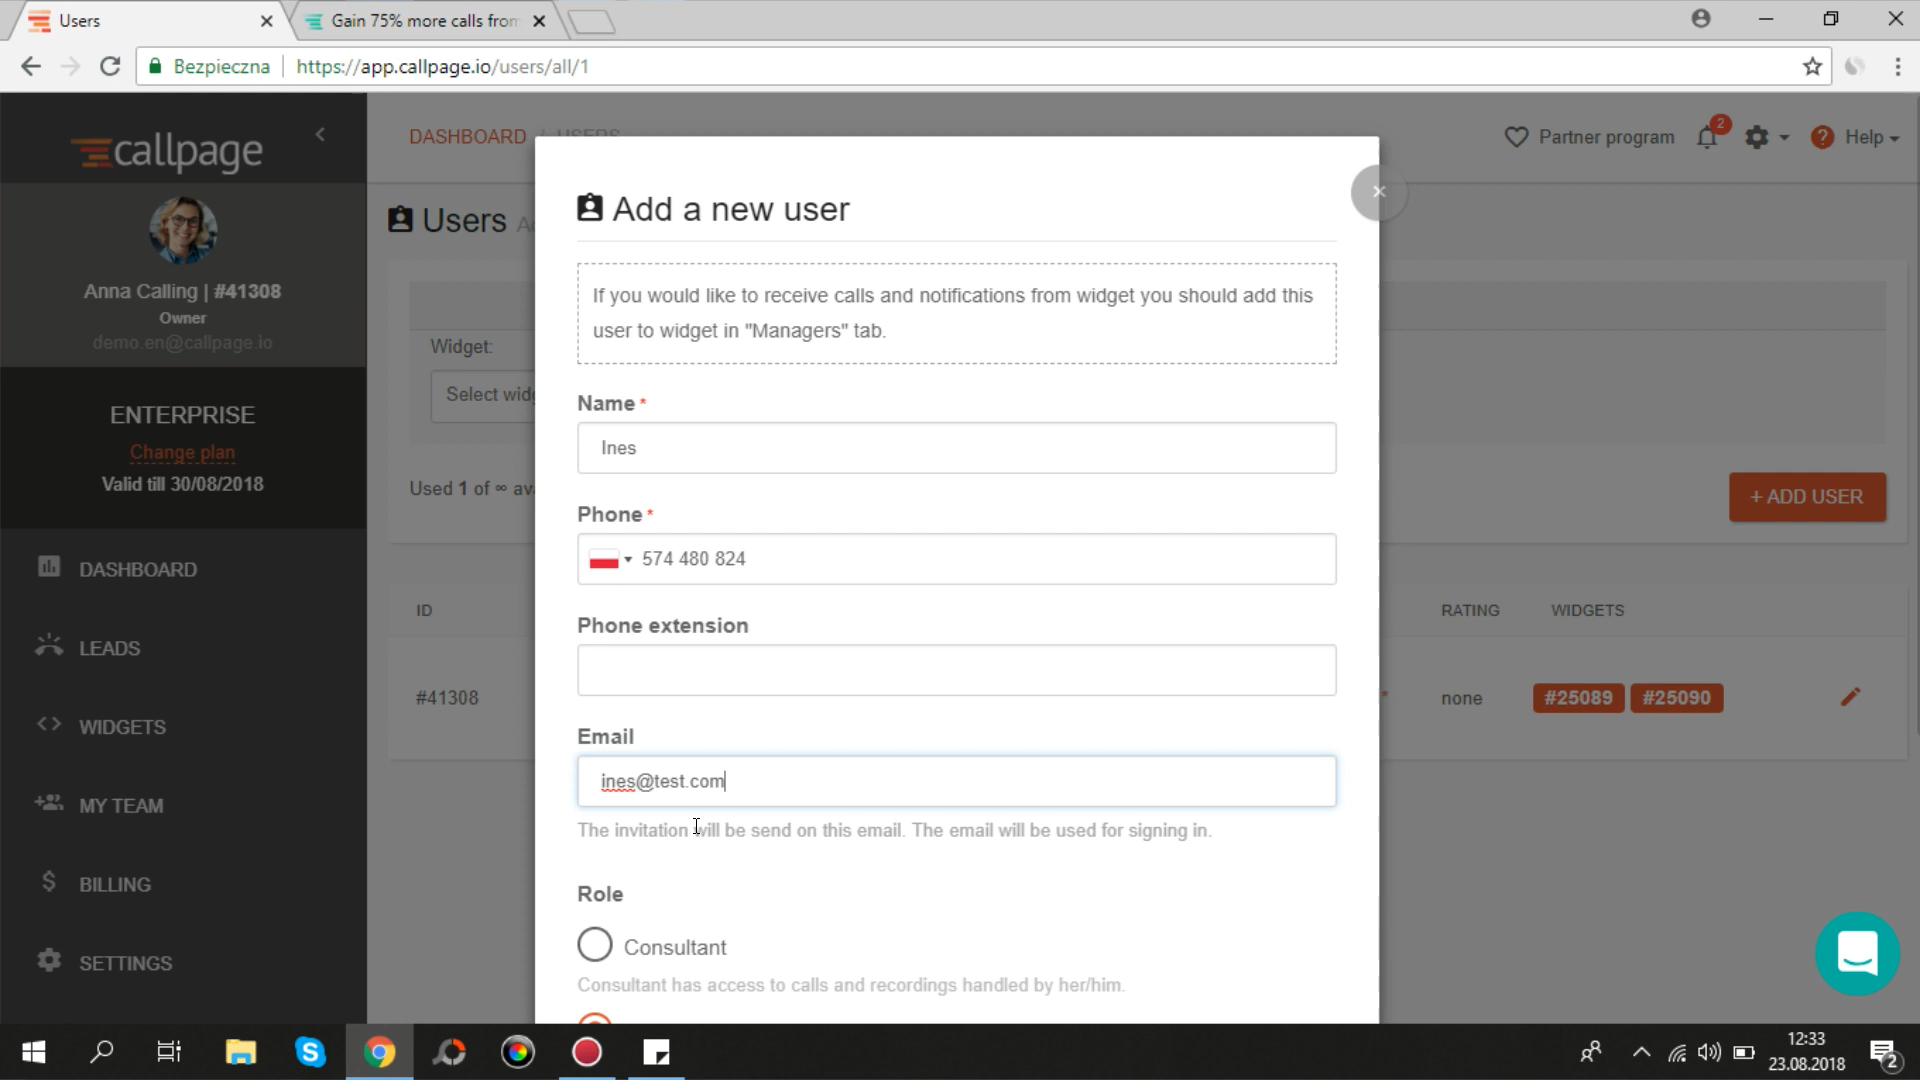 Users
Gain 75% more calls from
Bezpieczna
https://app.callpage.io/users/all/1
callpage
DASHBOARD / USERS
Partner program
2
Help
Anna Calling | #41308
Owner
demo.en@callpage.io
ENTERPRISE
Change plan
Valid till 30/08/2018
DASHBOARD
LEADS
WIDGETS
MY TEAM
BILLING
SETTINGS
Users
Widget:
Select wid
Used 1 of ∞ av
+ ADD USER
ID
RATING
WIDGETS
#41308
none
#25089
#25090
Add a new user
If you would like to receive calls and notifications from widget you should add this
user to widget in "Managers" tab.
Name *
Ines
Phone *
574 480 824
Phone extension
Email
ines@test.com
The invitation will be send on this email. The email will be used for signing in.
Role
Consultant
Consultant has access to calls and recordings handled by her/him.
12:33
23.08.2018
2